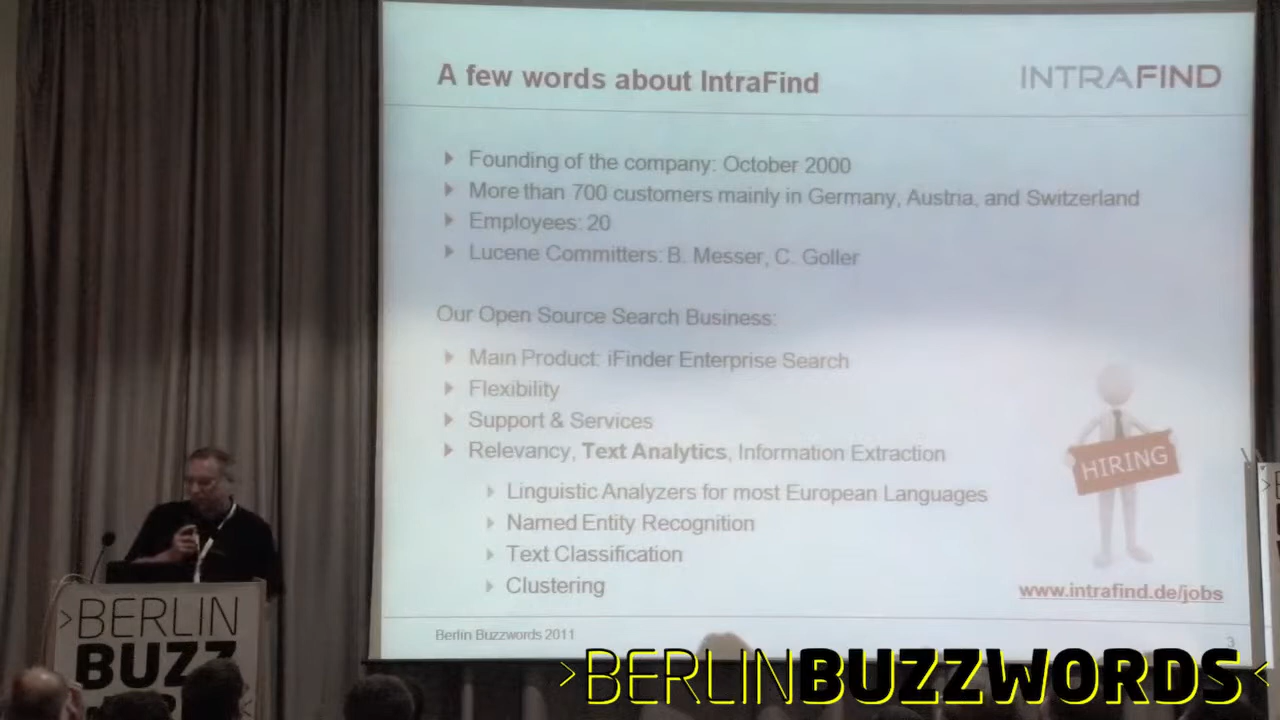 A few words about IntraFind
INTRAFIND
Founding of the company: October 2000
More than 700 customers mainly in Germany, Austria, and Switzerland
Employees: 20
Lucene Committers: B. Messer, C. Goller
Our Open Source Search Business:
Main Product: iFinder Enterprise Search
Flexibility
Support & Services
Relevancy, Text Analytics, Information Extraction
Linguistic Analyzers for most European Languages
Named Entity Recognition
Text Classification
Clustering
HIRING
www.intrafind.de/jobs
Berlin Buzzwords 2011
3
>BERLIN
BUZZ
>BERLINBUZZWORDS<